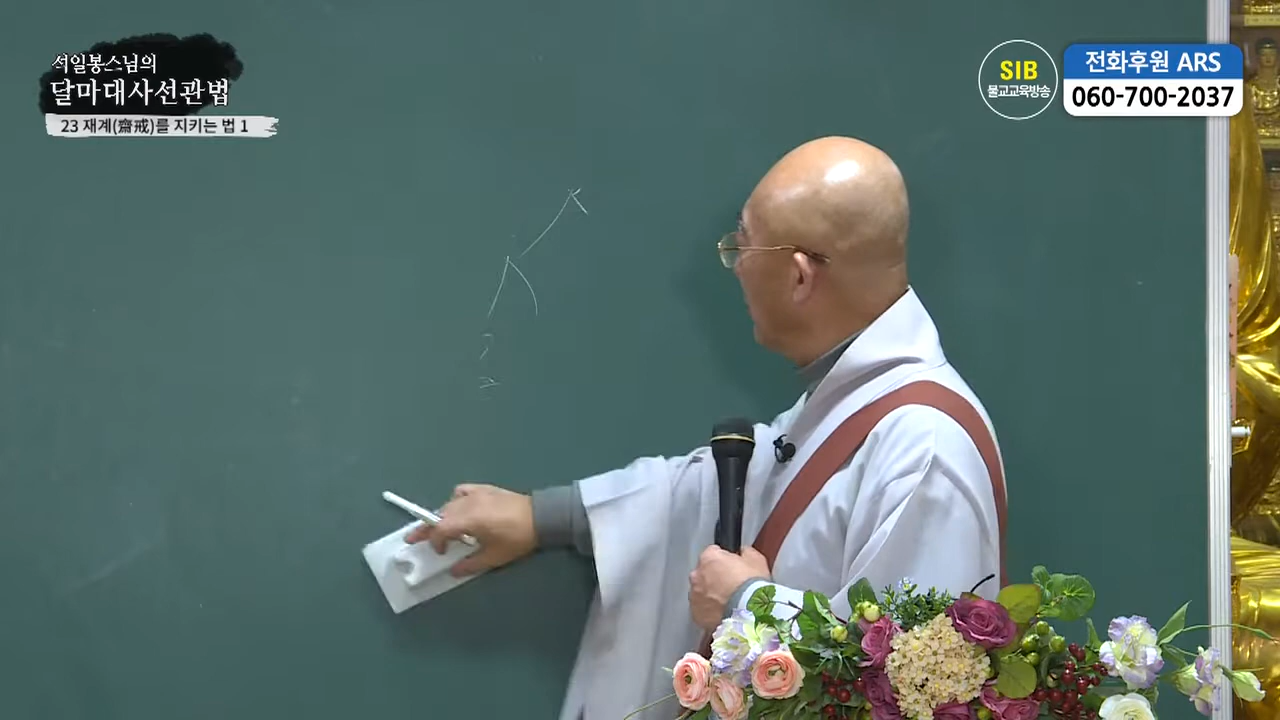 석일봉스님의
달마대사선관법
23 재계(齋戒)를 지키는 법 1
SIB
불교교육방송
전화후원 ARS
060-700-2037